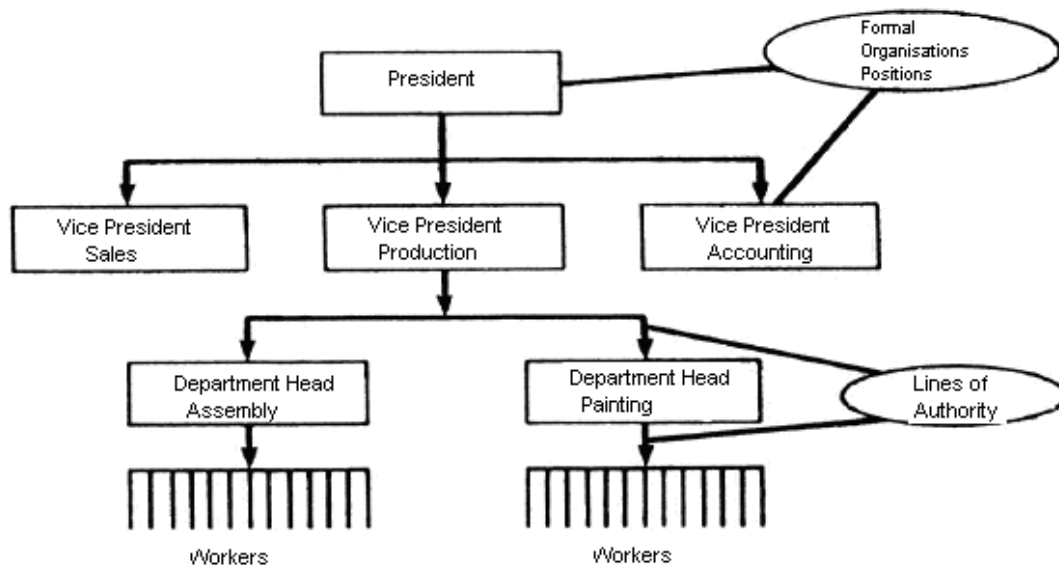 Formal
Organisations
Positions
President
Vice President
Sales
Vice President
Production
Vice President
Accounting
Department Head
Assembly
Department Head
Painting
Lines of
Authority
Workers
Workers